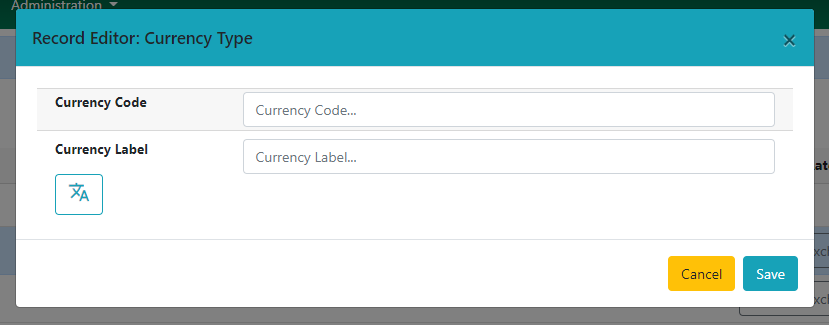 Administration
Record Editor: Currency Type
×
Currency Code
Currency Code...
Currency Label
Currency Label...
Cancel
Save